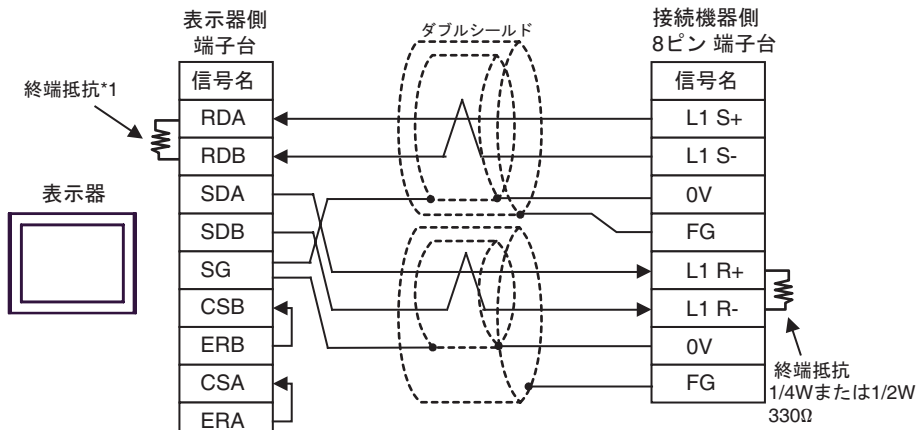 表示器側
端子台
信号名
RDA
RDB
SDA
SDB
SG
CSB
ERB
CSA
ERA
終端抵抗*1
表示器
ダブルシールド
接続機器側
8ピン 端子台
信号名
L1 S+
L1 S-
0V
FG
L1 R+
L1 R-
0V
FG
終端抵抗
1/4Wまたは1/2W
330Ω